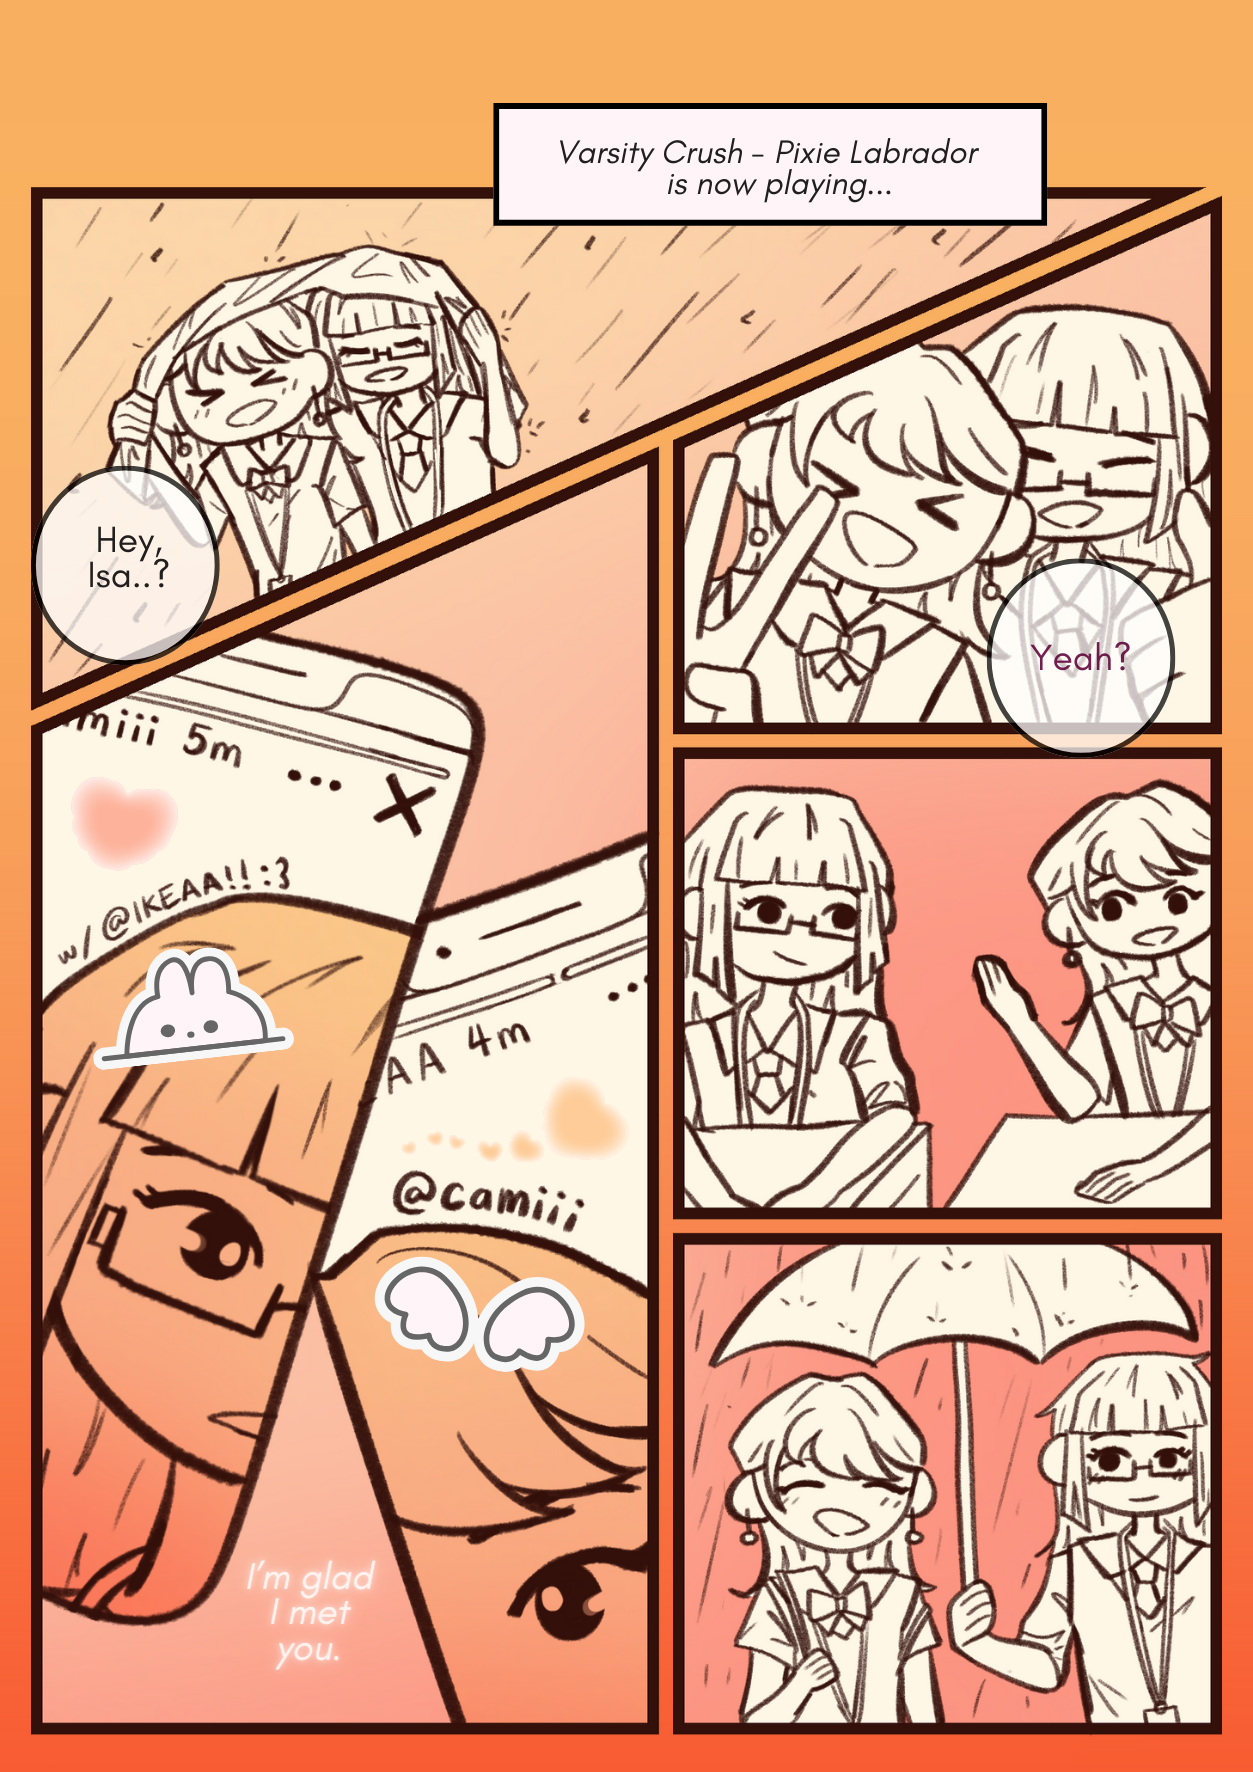 Varsity Crush - Pixie Labrador
is now playing...
Hey,
Isa..?
Yeah?
miii 5m
w/ @IKEAA!! :3
AA 4m
@camiii
I'm glad
I met
you.